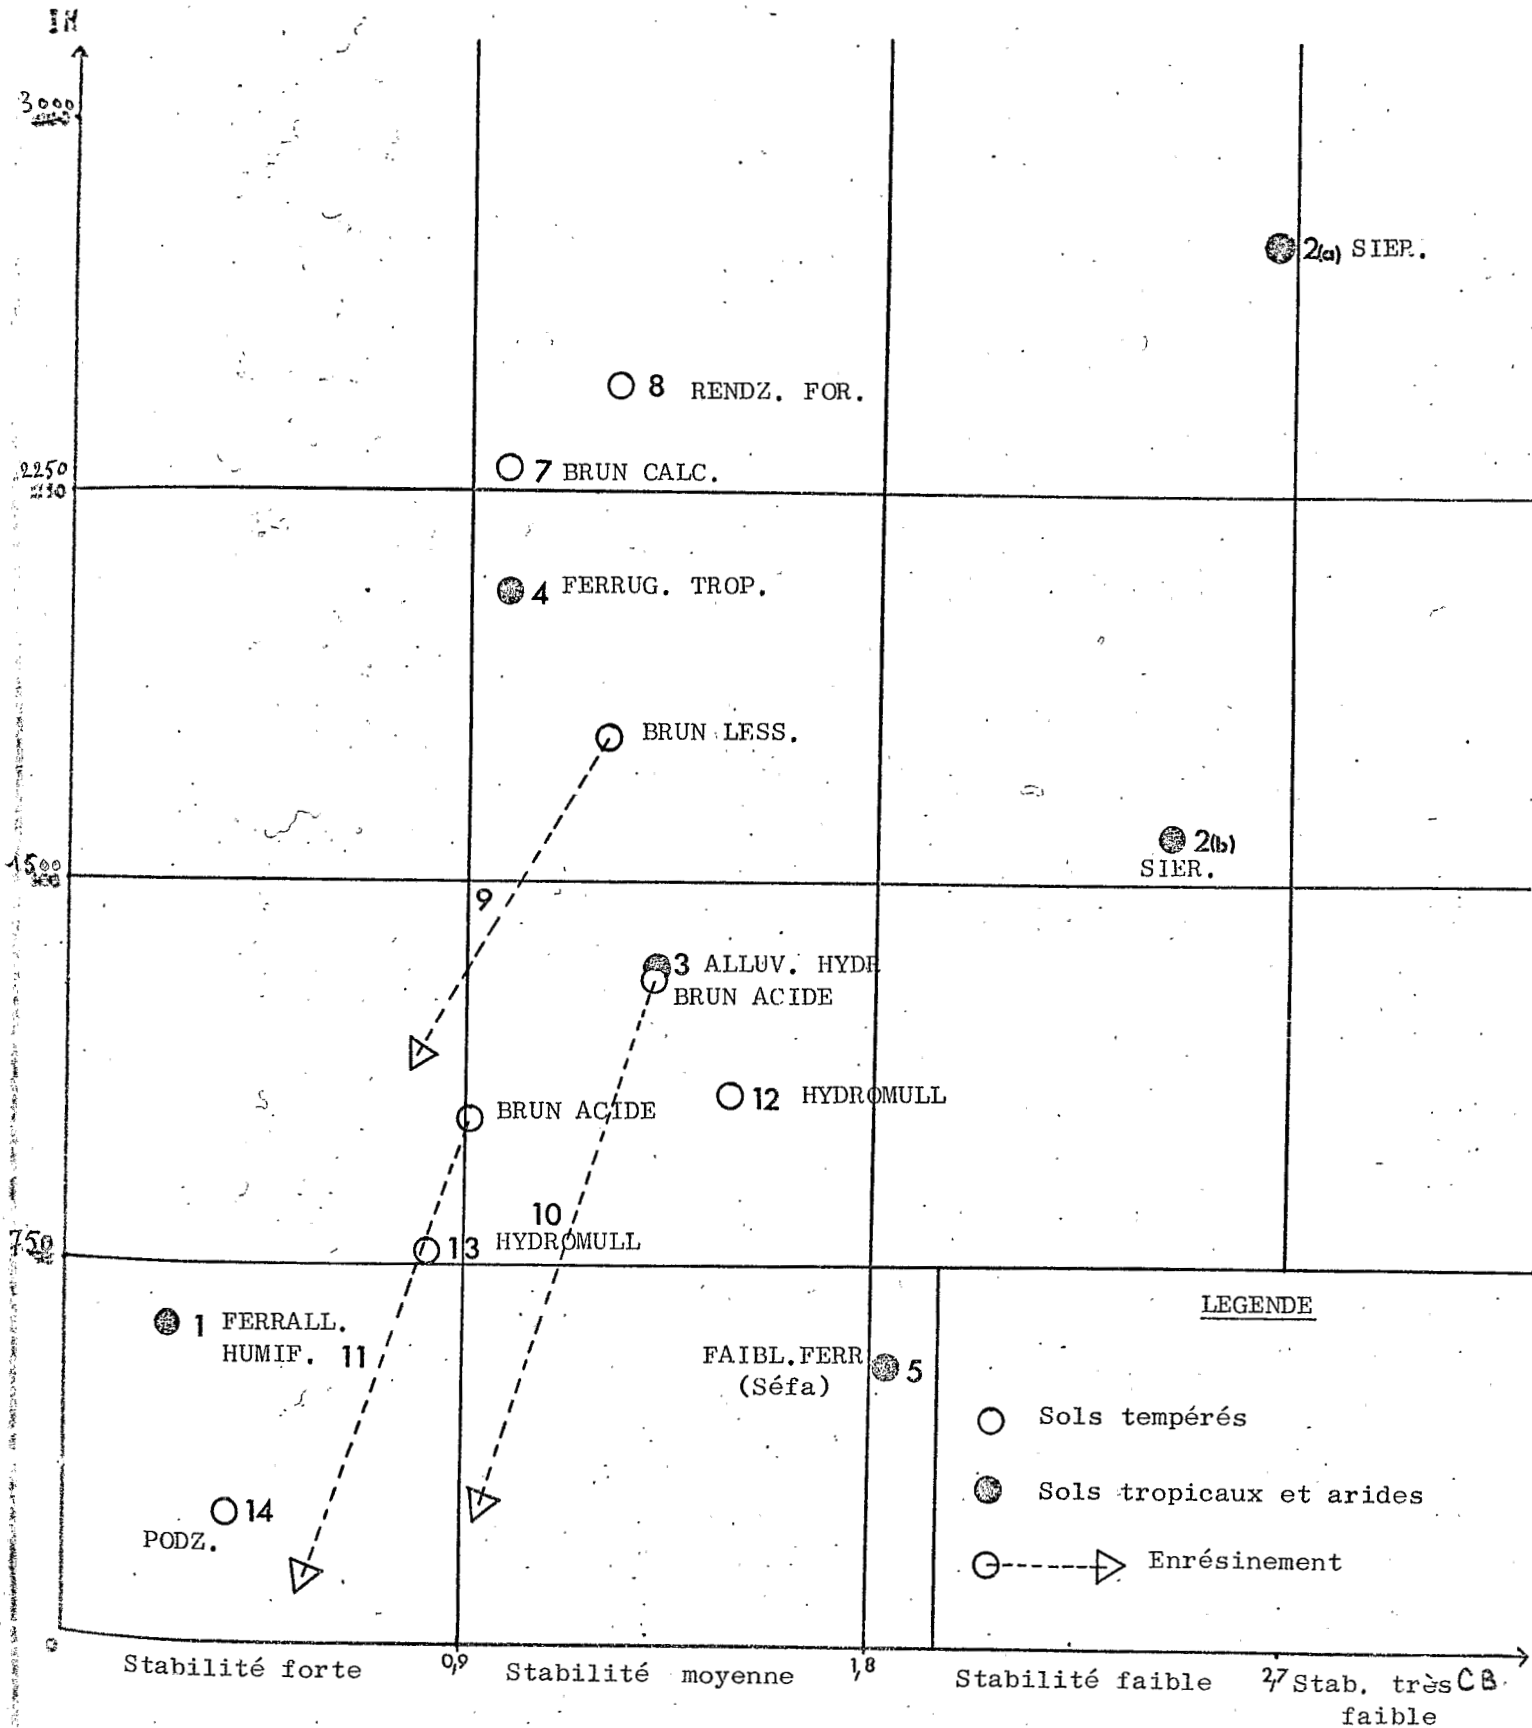 IH
3000
2(a) SIER.
8 RENDZ. FOR.
2250
7 BRUN CALC.
4 FERRUG. TROP.
BRUN LESS.
2(b)
SIER.
1500
9
3 ALLUV. HYDR
BRUN ACIDE
12 HYDROMULL
BRUN ACIDE
10
750
13 HYDROMULL
1 FERRALL.
HUMIF. 11
FAIBL.FERR
(Séfa) 5
14
PODZ.
LEGENDE
Sols tempérés
Sols tropicaux et arides
Enrésinement
0
Stabilité forte 0,9 Stabilité moyenne 1,8 Stabilité faible 2,7 Stab. très CB
faible